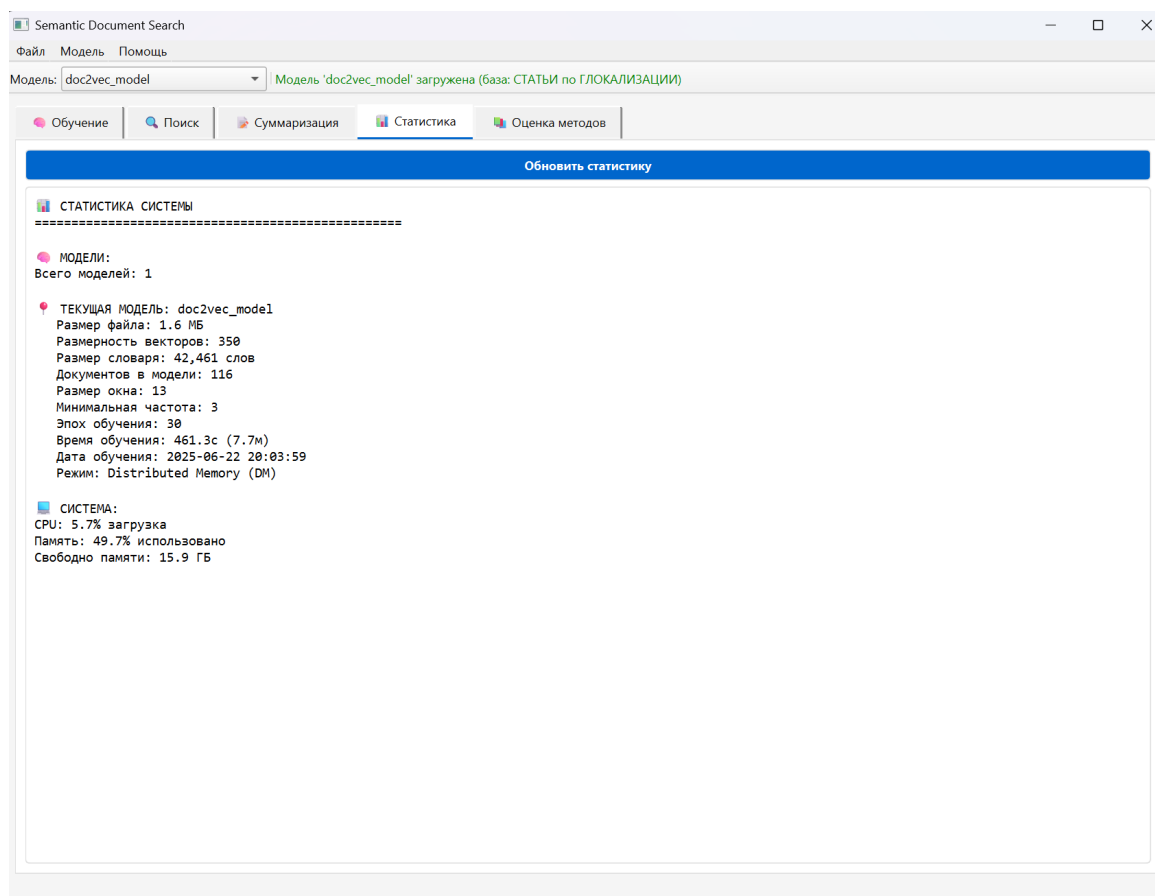 Semantic Document Search
Файл Модель Помощь
Модель: doc2vec_model Модель 'doc2vec_model' загружена (база: СТАТЬИ по ГЛОКАЛИЗАЦИИ)
Обучение Поиск Суммаризация Статистика Оценка методов
Обновить статистику
СТАТИСТИКА СИСТЕМЫ
==================================================
МОДЕЛИ:
Всего моделей: 1
ТЕКУЩАЯ МОДЕЛЬ: doc2vec_model
Размер файла: 1.6 МБ
Размерность векторов: 350
Размер словаря: 42,461 слов
Документов в модели: 116
Размер окна: 13
Минимальная частота: 3
Эпох обучения: 30
Время обучения: 461.3с (7.7м)
Дата обучения: 2025-06-22 20:03:59
Режим: Distributed Memory (DM)
СИСТЕМА:
CPU: 5.7% загрузка
Память: 49.7% использовано
Свободно памяти: 15.9 ГБ